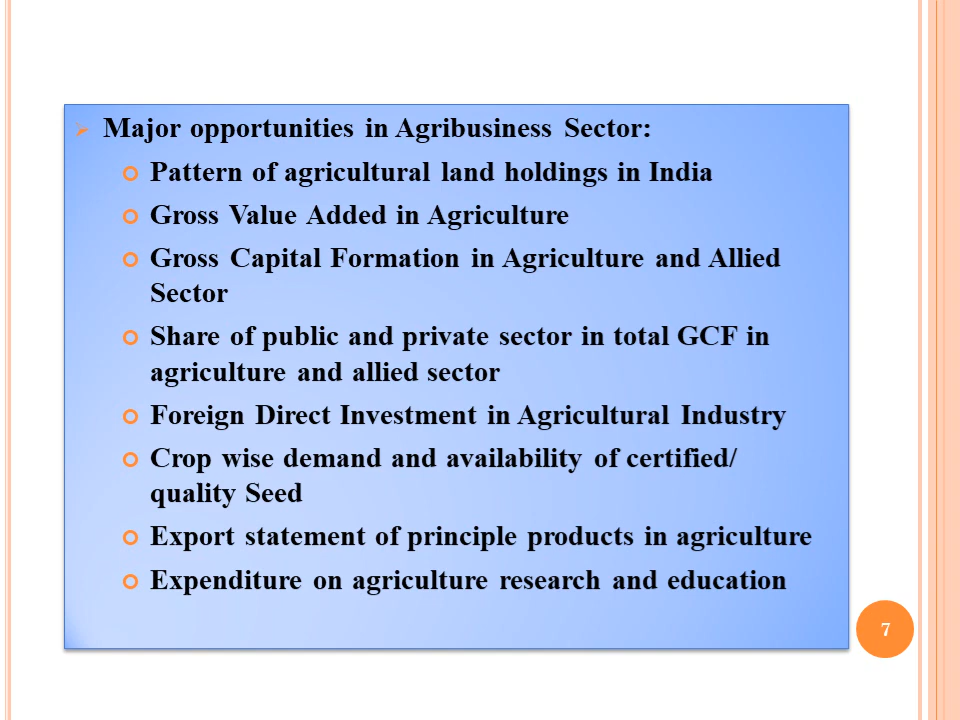 Major opportunities in Agribusiness Sector:
Pattern of agricultural land holdings in India
Gross Value Added in Agriculture
Gross Capital Formation in Agriculture and Allied
Sector
Share of public and private sector in total GCF in
agriculture and allied sector
Foreign Direct Investment in Agricultural Industry
Crop wise demand and availability of certified/
quality Seed
Export statement of principle products in agriculture
Expenditure on agriculture research and education
7